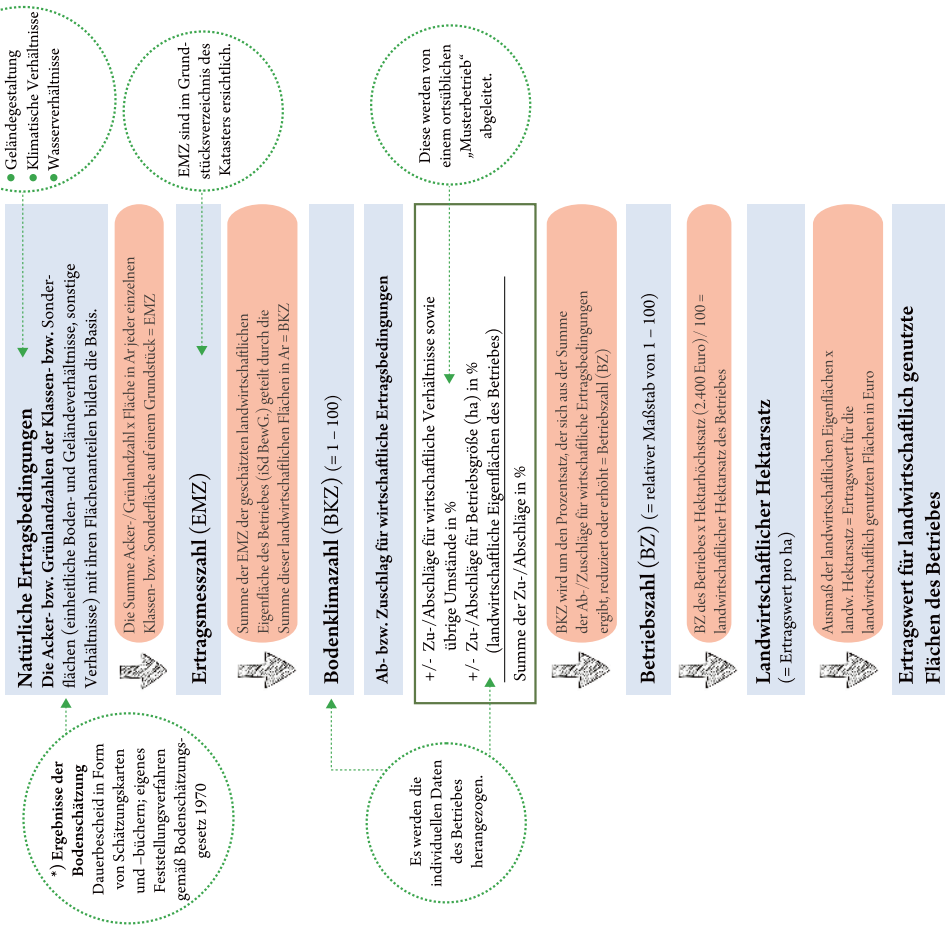 *) Ergebnisse der
Bodenschätzung
Dauerbescheid in Form
von Schätzungskarten
und –büchern; eigenes
Feststellungsverfahren
gemäß Bodenschätzungs-
gesetz 1970
Natürliche Ertragsbedingungen
Die Acker- bzw. Grünlandzahlen der Klassen- bzw. Sonder-
flächen (einheitliche Boden- und Geländeverhältnisse, sonstige
Verhältnisse) mit ihren Flächenanteilen bilden die Basis.
● Geländegestaltung
● Klimatische Verhältnisse
● Wasserverhältnisse
Die Summe Acker-/Grünlandzahl x Fläche in Ar jeder einzelnen
Klassen- bzw. Sonderfläche auf einem Grundstück = EMZ
Ertragsmesszahl (EMZ)
EMZ sind im Grund-
stücksverzeichnis des
Katasters ersichtlich.
Summe der EMZ der geschätzten landwirtschaftlichen
Eigenfläche des Betriebes (iSd BewG.) geteilt durch die
Summe dieser landwirtschaftlichen Flächen in Ar = BKZ
Bodenklimazahl (BKZ) (= 1 – 100)
Ab- bzw. Zuschlag für wirtschaftliche Ertragsbedingungen
Es werden die
individuellen Daten
des Betriebes
herangezogen.
+/- Zu-/Abschläge für wirtschaftliche Verhältnisse sowie
übrige Umstände in %
+/- Zu-/Abschläge für Betriebsgröße (ha) in %
(landwirtschaftliche Eigenflächen des Betriebes)
Summe der Zu-/Abschläge in %
Diese werden von
einem ortsüblichen
„Musterbetrieb“
abgeleitet.
BKZ wird um den Prozentsatz, der sich aus der Summe
der Ab-/Zuschläge für wirtschaftliche Ertragsbedingungen
ergibt, reduziert oder erhöht = Betriebszahl (BZ)
Betriebszahl (BZ) (= relativer Maßstab von 1 – 100)
BZ des Betriebes x Hektarhöchstsatz (2.400 Euro) / 100 =
landwirtschaftlicher Hektarsatz des Betriebes
Landwirtschaftlicher Hektarsatz
(= Ertragswert pro ha)
Ausmaß der landwirtschaftlichen Eigenflächen x
landw. Hektarsatz = Ertragswert für die
landwirtschaftlich genutzten Flächen in Euro
Ertragswert für landwirtschaftlich genutzte
Flächen des Betriebes